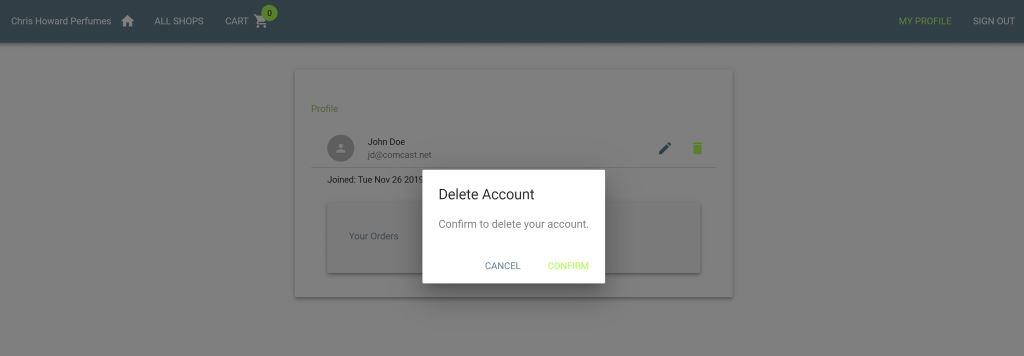 Chris Howard Perfumes ALL SHOPS CART 0 MY PROFILE SIGN OUT
Profile
John Doe
jd@comcast.net
Joined: Tue Nov 26 2019
Delete Account
Confirm to delete your account.
Your Orders
CANCEL CONFIRM